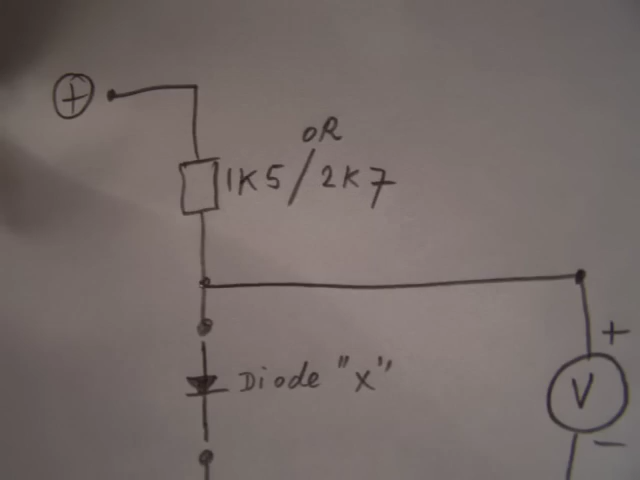 +
OR
1K5/2K7
Diode "X"
+
V
-